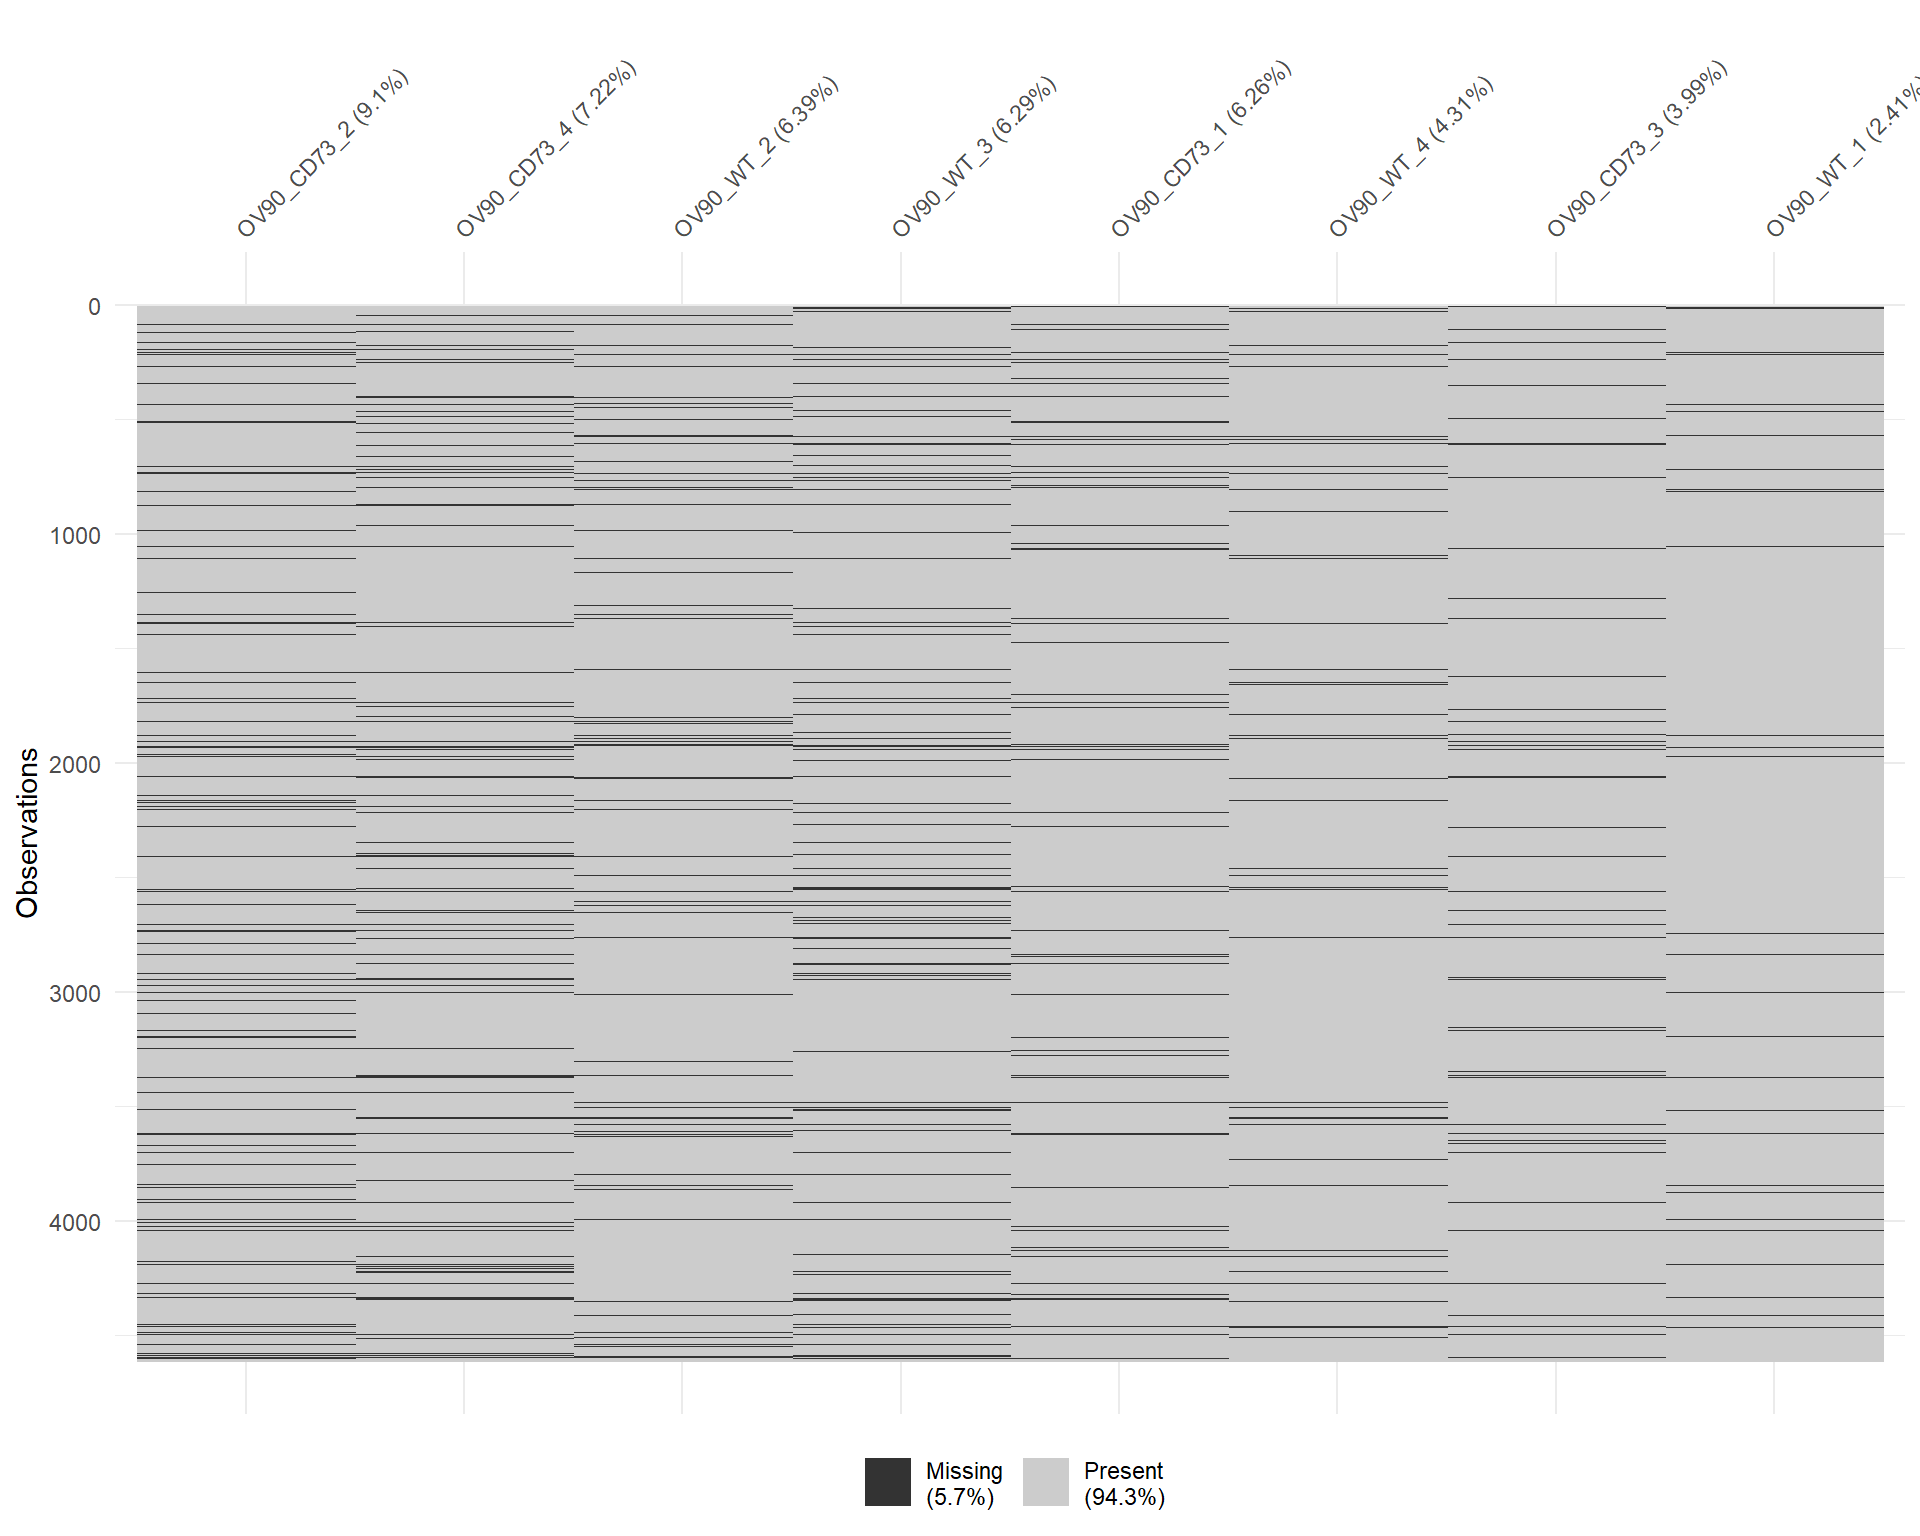 OV90_CD73_2 (9.1%)
OV90_CD73_4 (7.22%)
OV90_WT_2 (6.39%)
OV90_WT_3 (6.29%)
OV90_CD73_1 (6.26%)
OV90_WT_4 (4.31%)
OV90_CD73_3 (3.99%)
OV90_WT_1 (2.41%
0
1000
2000
3000
4000
Observations
Missing
(5.7%)
Present
(94.3%)